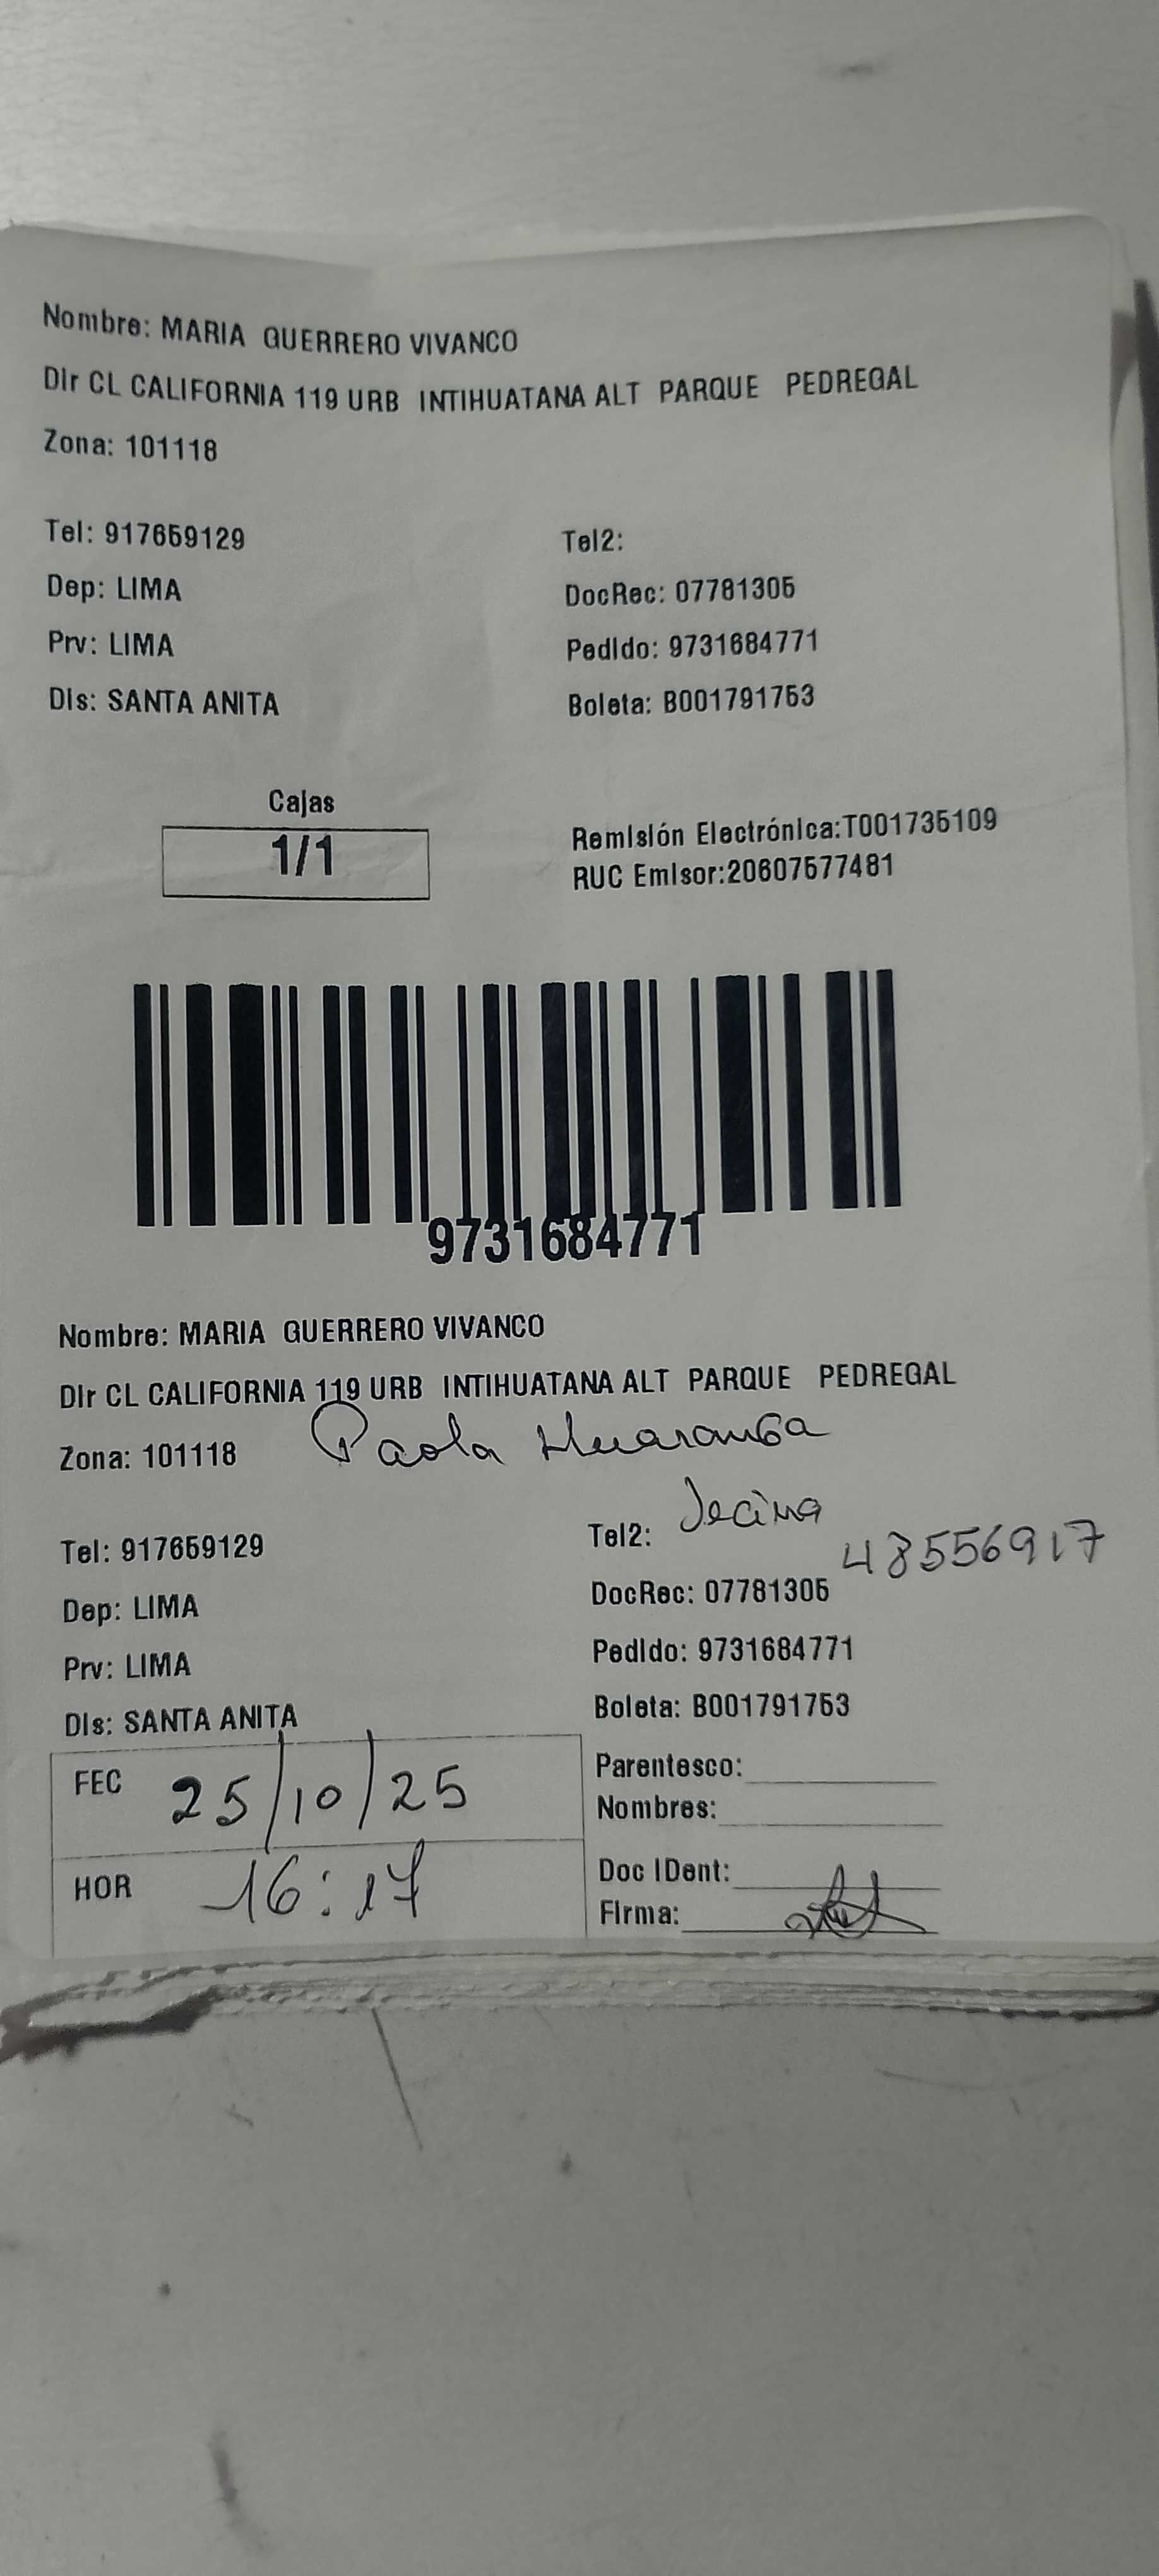 Nombre: MARIA GUERRERO VIVANCO
Dir CL CALIFORNIA 119 URB INTIHUATANA ALT PARQUE PEDREGAL
Zona: 101118
Tel: 917659129 Tel2:
Dep: LIMA DocRec: 07781305
Prv: LIMA Pedido: 9731684771
Dis: SANTA ANITA Boleta: B001791753
Cajas
1/1
Remisión Electrónica:T001735109
RUC Emisor:20607577481
9731684771
Nombre: MARIA GUERRERO VIVANCO
Dir CL CALIFORNIA 119 URB INTIHUATANA ALT PARQUE PEDREGAL
Zona: 101118 Paola Huaranga
Tel: 917659129 Tel2: Vecina
48556917
Dep: LIMA DocRec: 07781305
Prv: LIMA Pedido: 9731684771
Dis: SANTA ANITA Boleta: B001791753
FEC 25/10/25 Parentesco:
Nombres:
HOR 16:17 Doc IDent:
Firma: